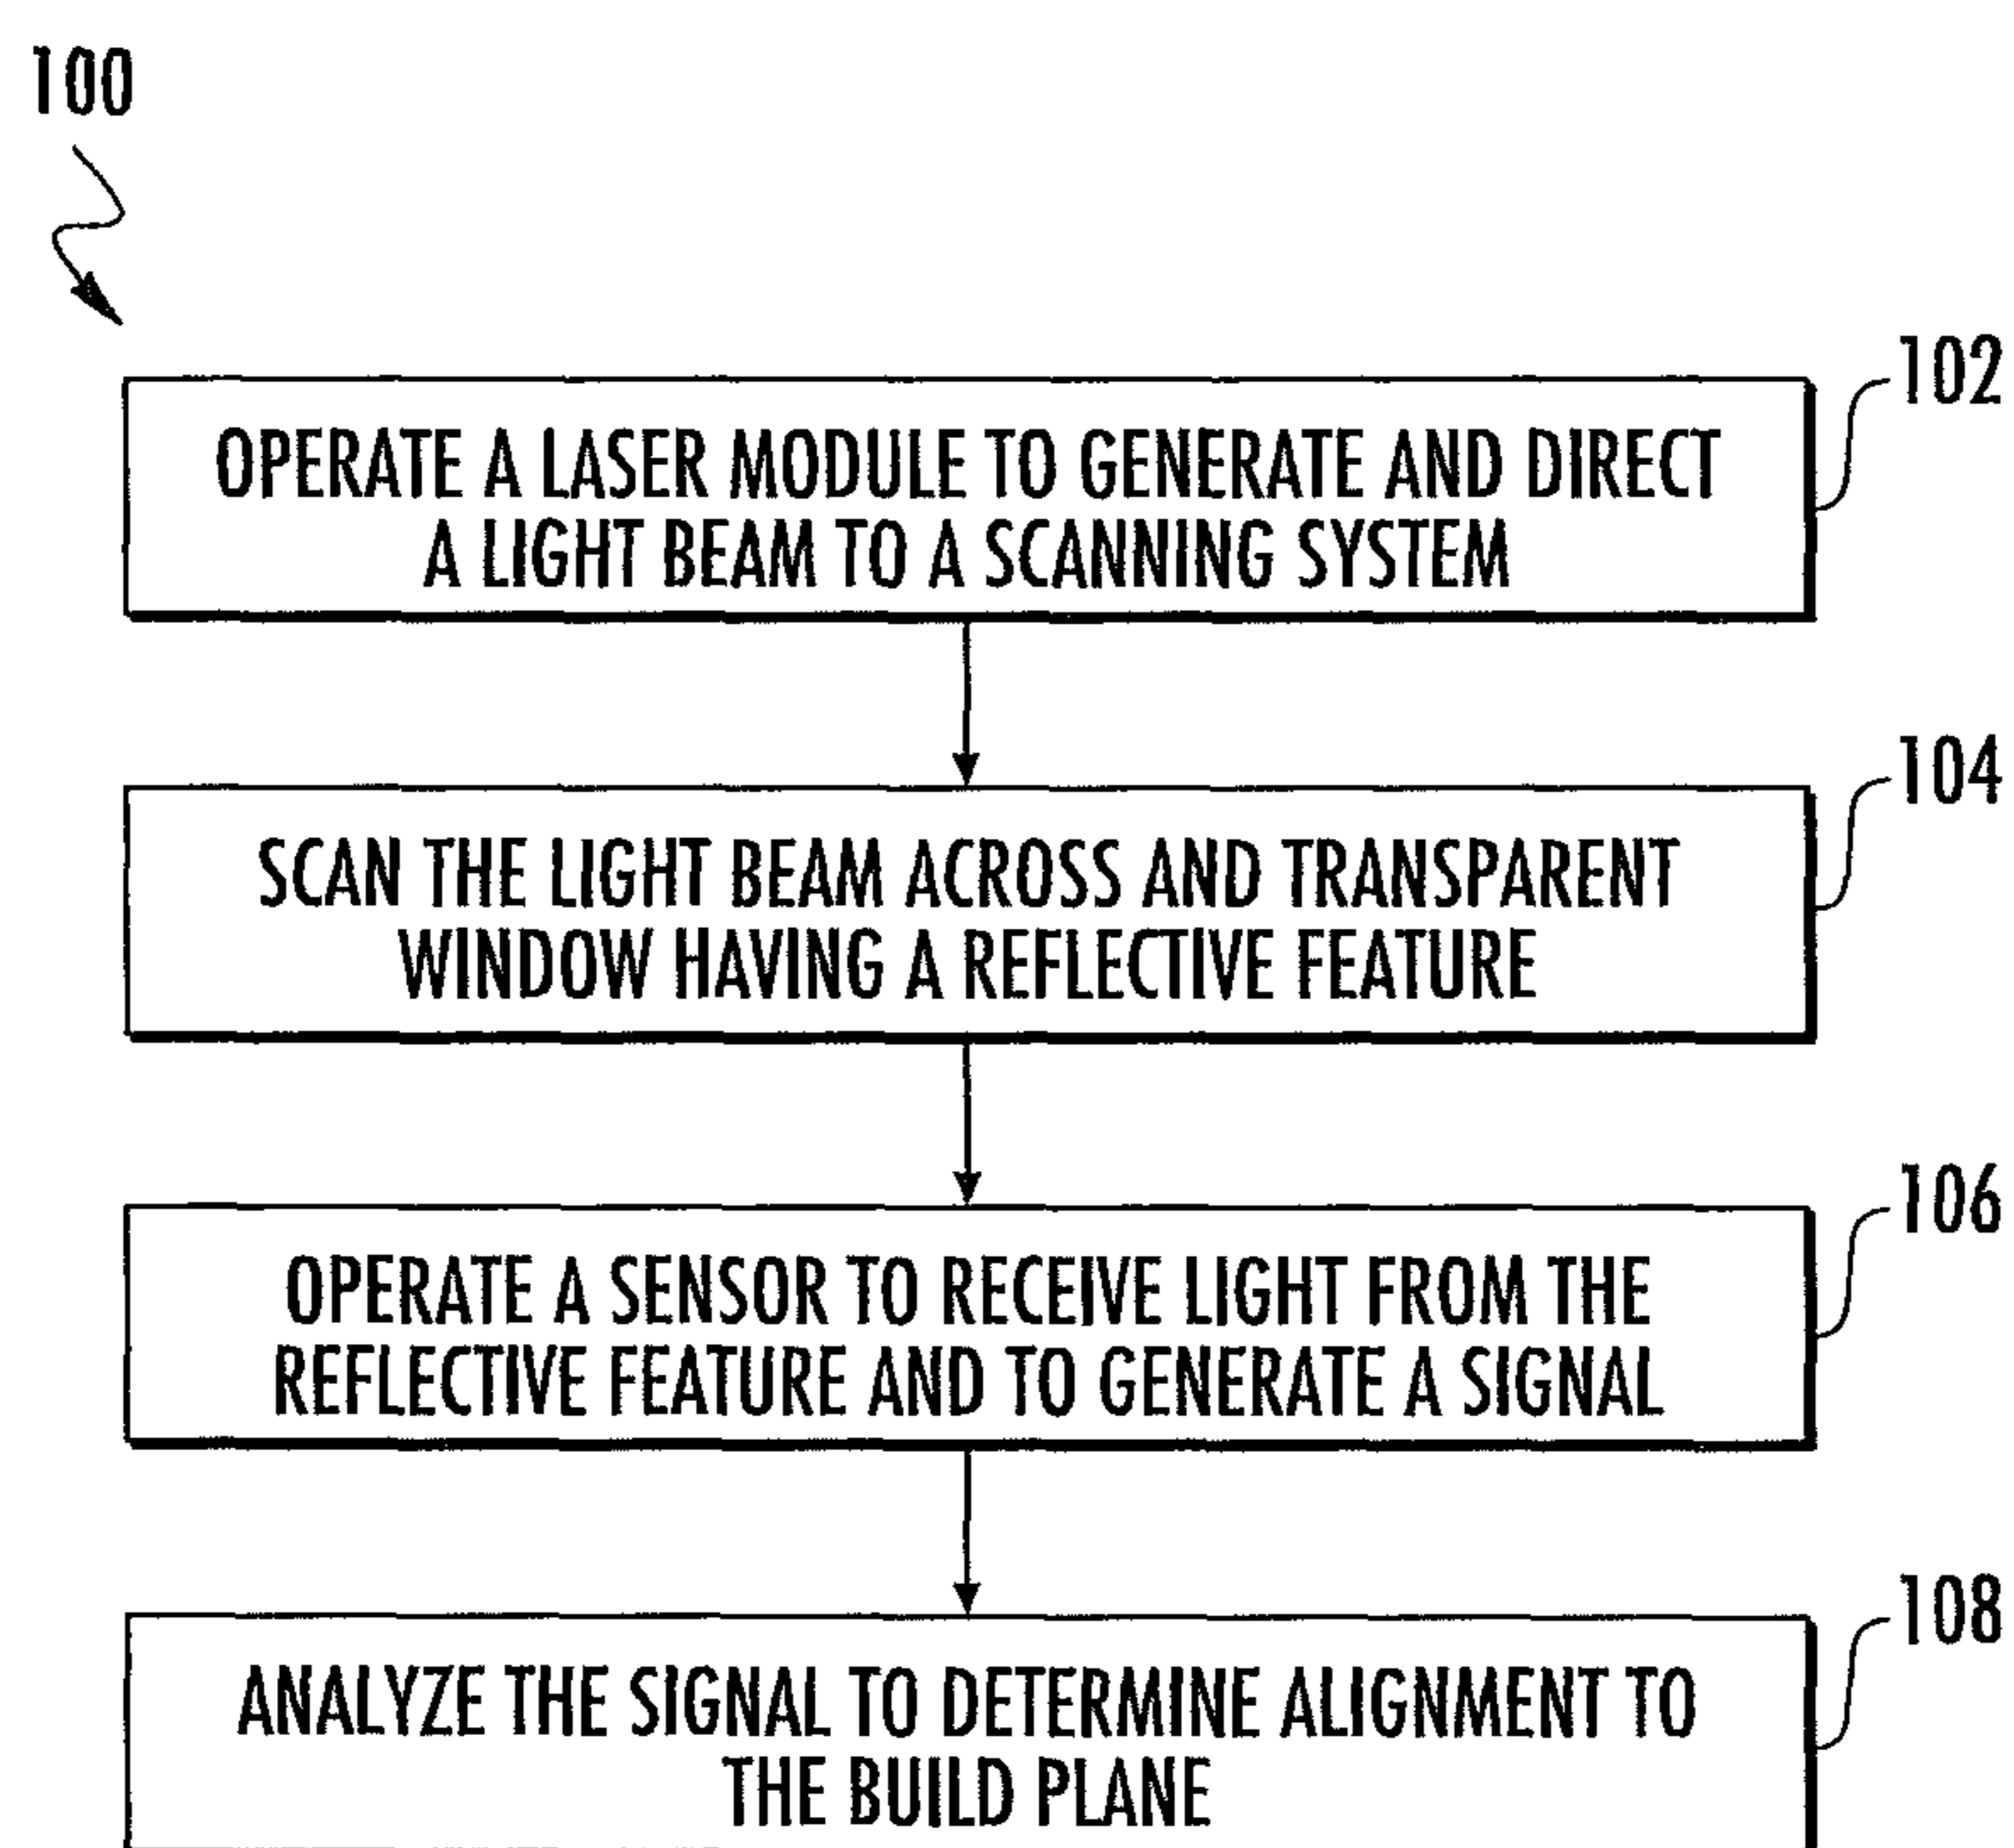 100
102
OPERATE A LASER MODULE TO GENERATE AND DIRECT
A LIGHT BEAM TO A SCANNING SYSTEM
104
SCAN THE LIGHT BEAM ACROSS AND TRANSPARENT
WINDOW HAVING A REFLECTIVE FEATURE
106
OPERATE A SENSOR TO RECEIVE LIGHT FROM THE
REFLECTIVE FEATURE AND TO GENERATE A SIGNAL
108
ANALYZE THE SIGNAL TO DETERMINE ALIGNMENT TO
THE BUILD PLANE